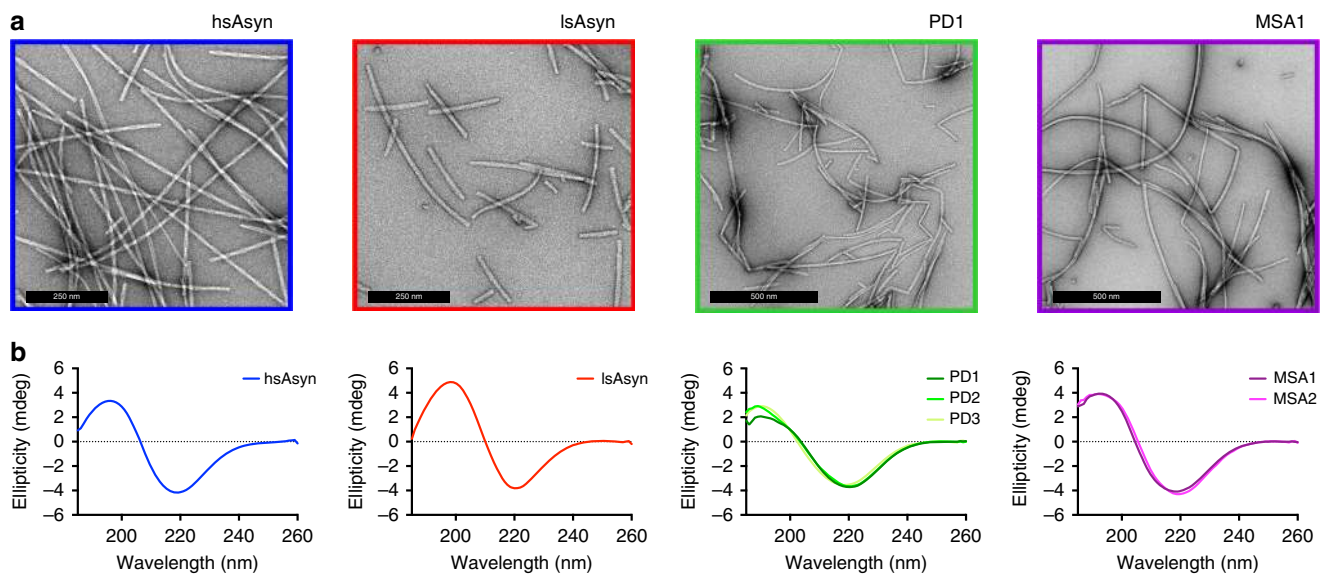 a
hsAsyn
lsAsyn
PD1
MSA1
250 nm
250 nm
500 nm
500 nm
b
6
4
2
0
–2
–4
–6
Ellipticity (mdeg)
200 220 240 260
Wavelength (nm)
hsAsyn
6
4
2
0
–2
–4
–6
Ellipticity (mdeg)
200 220 240 260
Wavelength (nm)
lsAsyn
6
4
2
0
–2
–4
–6
Ellipticity (mdeg)
200 220 240 260
Wavelength (nm)
PD1
PD2
PD3
6
4
2
0
–2
–4
–6
Ellipticity (mdeg)
200 220 240 260
Wavelength (nm)
MSA1
MSA2